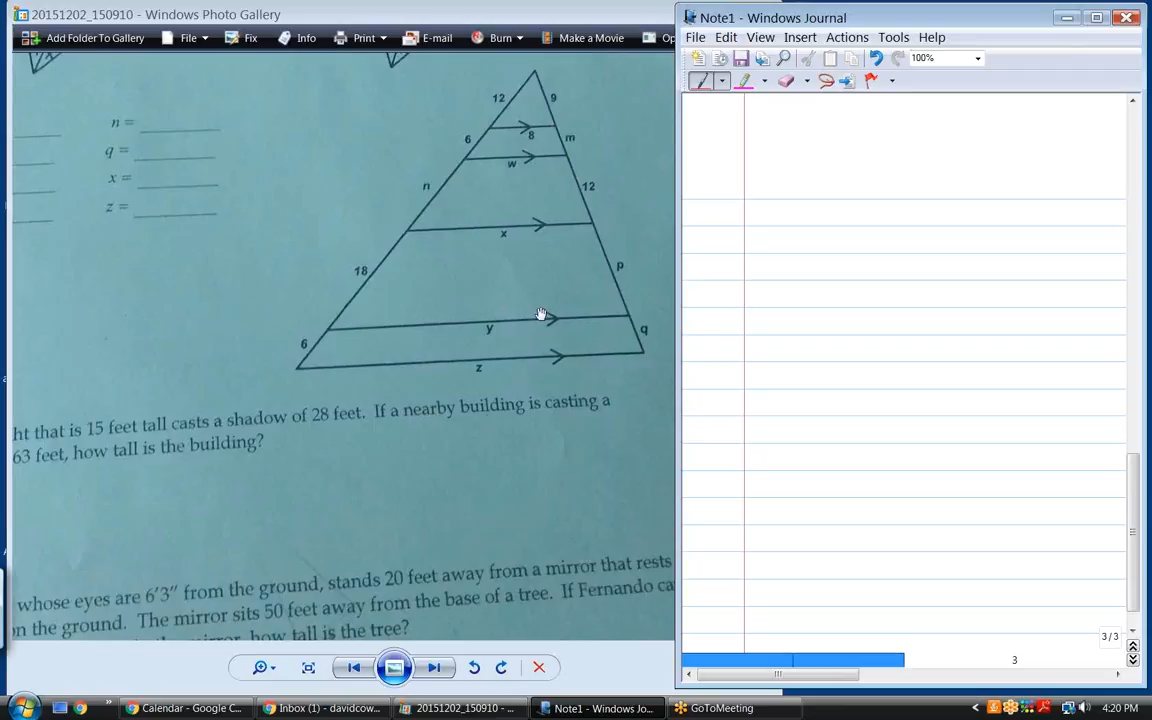 20151202_150910 - Windows Photo Gallery
Add Folder To Gallery File Fix Info Print E-mail Burn Make a Movie
n =
q =
x =
z =
12 9
6 8 m
w
n 12
x
18 p
y q
6
z
ht that is 15 feet tall casts a shadow of 28 feet. If a nearby building is casting a
63 feet, how tall is the building?
whose eyes are 6'3" from the ground, stands 20 feet away from a mirror that rests
n the ground. The mirror sits 50 feet away from the base of a tree. If Fernando ca
how tall is the tree?
Note1 - Windows Journal
File Edit View Insert Actions Tools Help
100%
3 / 3
3
Calendar - Google C...
Inbox (1) - davidcow...
20151202_150910 - ...
Note1 - Windows Jo...
GoToMeeting
4:20 PM